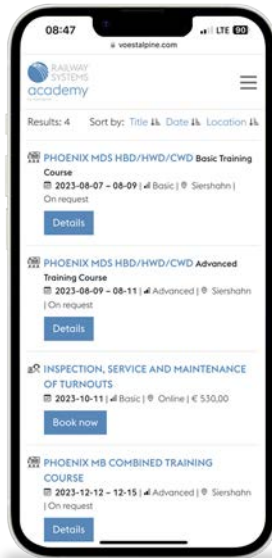 08:47 LTE 90
voestalpine.com
RAILWAY
SYSTEMS
academy
Results: 4 Sort by: Title Date Location
PHOENIX MDS HBD/HWD/CWD Basic Training
Course
2023-08-07 – 08-09 | Basic | Siershahn |
On request
Details
PHOENIX MDS HBD/HWD/CWD Advanced
Training Course
2023-08-09 – 08-11 | Advanced | Siershahn
| On request
Details
INSPECTION, SERVICE AND MAINTENANCE
OF TURNOUTS
2023-10-11 | Basic | Online | € 530,00
Book now
PHOENIX MB COMBINED TRAINING
COURSE
2023-12-12 – 12-15 | Advanced | Siershahn
| On request
Details